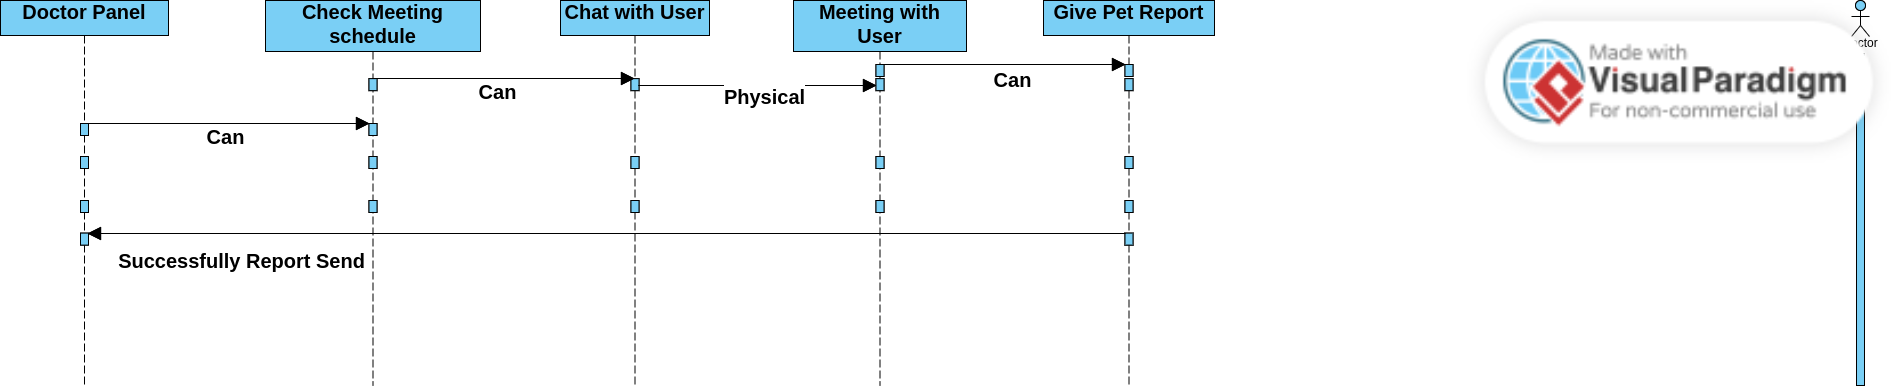 Doctor Panel
Check Meeting
schedule
Chat with User
Meeting with
User
Give Pet Report
Made with
Visual Paradigm
For non-commercial use
Can
Physical
Can
Can
Successfully Report Send